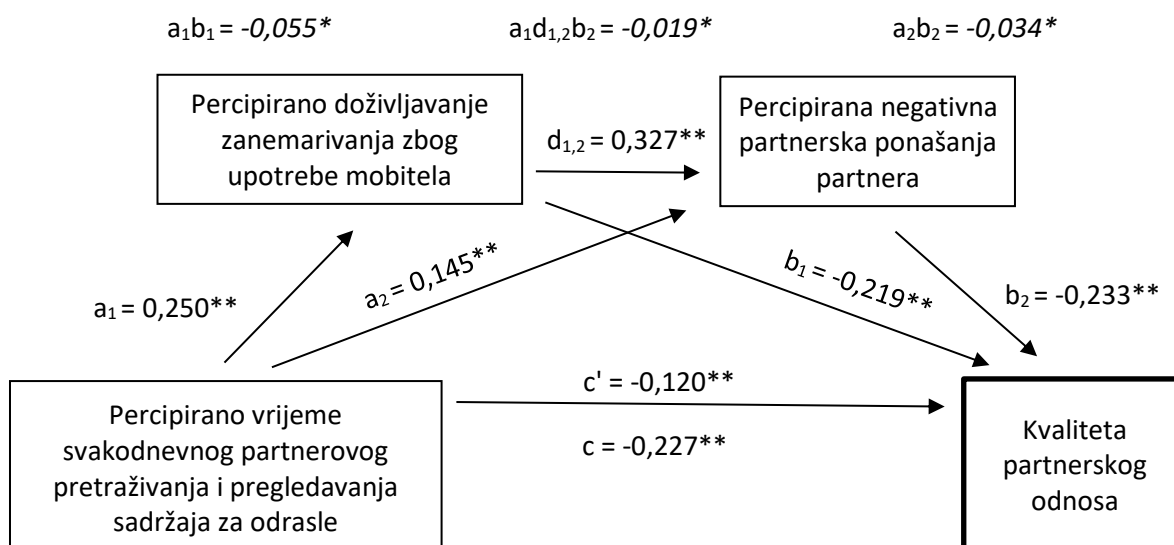 a₁b₁ = -0,055*
a₁d₁,₂b₂ = -0,019*
a₂b₂ = -0,034*
Percipirano doživljavanje
zanemarivanja zbog
upotrebe mobitela
d₁,₂ = 0,327**
Percipirana negativna
partnerska ponašanja
partnera
a₁ = 0,250**
a₂ = 0,145**
b₁ = -0,219**
b₂ = -0,233**
Percipirano vrijeme
svakodnevnog partnerovog
pretraživanja i pregledavanja
sadržaja za odrasle
c' = -0,120**
c = -0,227**
Kvaliteta
partnerskog
odnosa